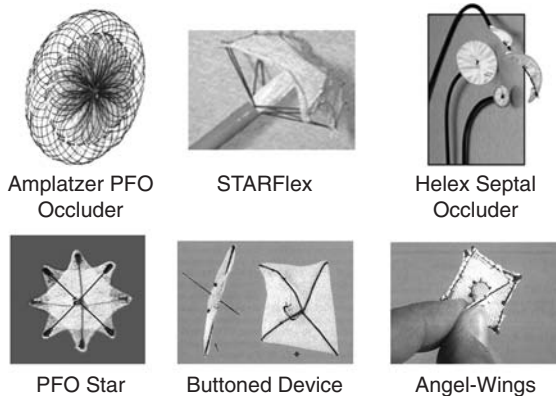 Amplatzer PFO
Occluder
STARFlex
Helex Septal
Occluder
PFO Star
Buttoned Device
Angel-Wings